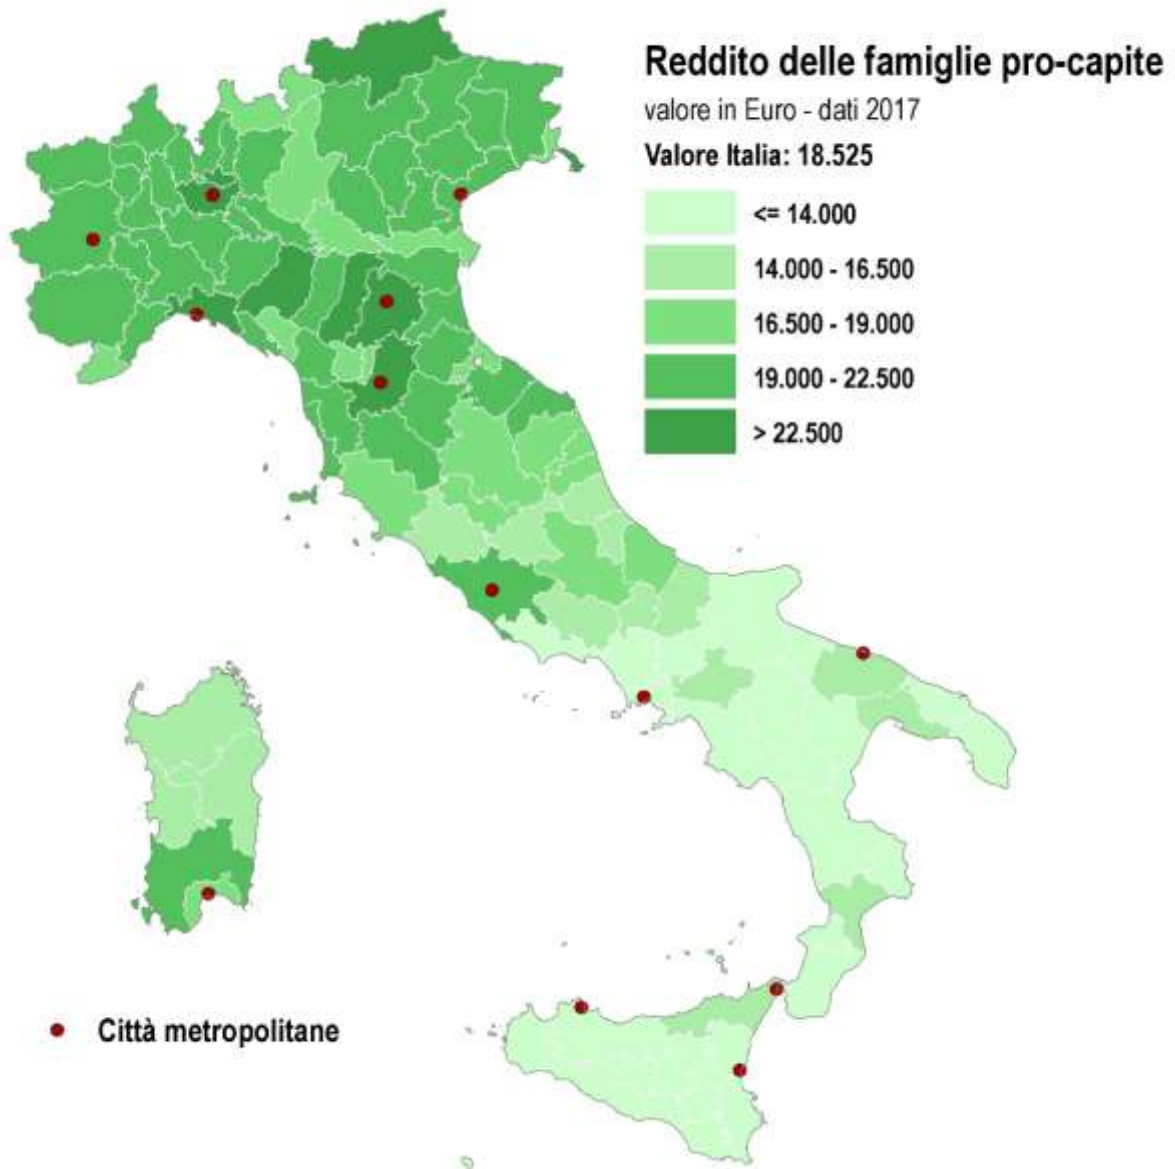 Reddito delle famiglie pro-capite
valore in Euro - dati 2017
Valore Italia: 18.525
<= 14.000
14.000 - 16.500
16.500 - 19.000
19.000 - 22.500
> 22.500
Città metropolitane